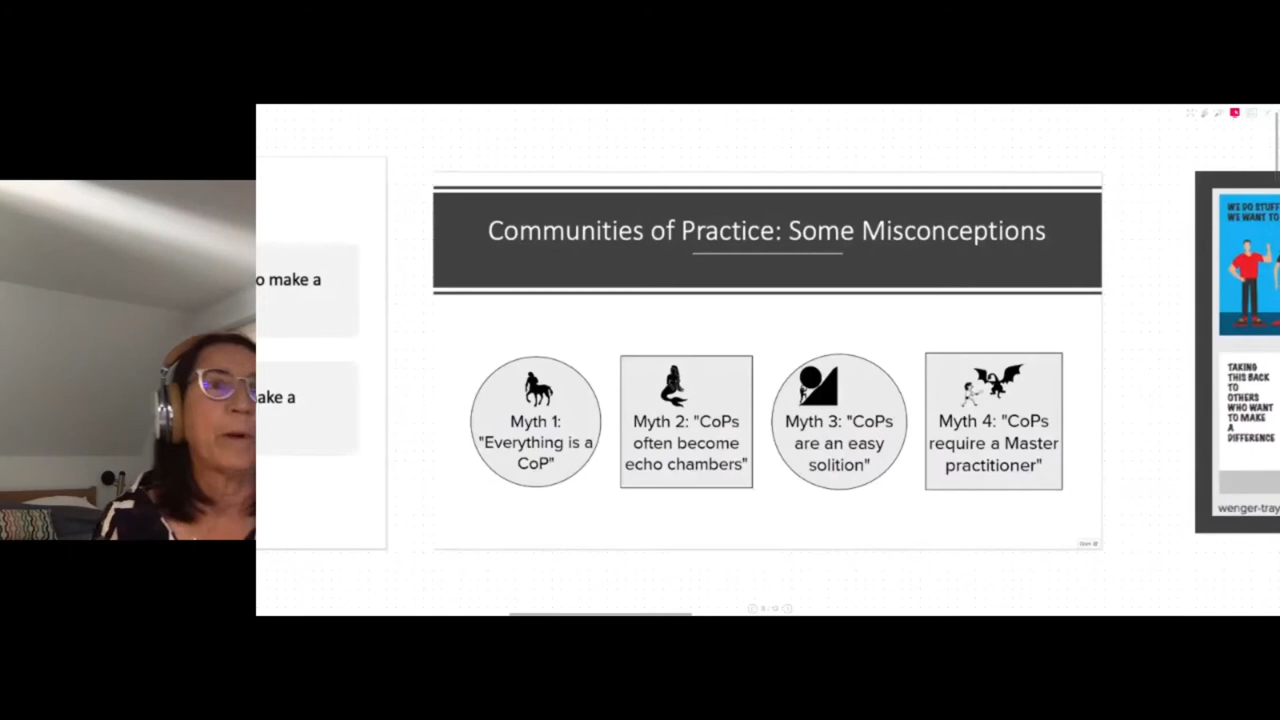 o make a
ake a
Communities of Practice: Some Misconceptions
Myth 1:
"Everything is a
CoP"
Myth 2: "CoPs
often become
echo chambers"
Myth 3: "CoPs
are an easy
solition"
Myth 4: "CoPs
require a Master
practitioner"
WE DO STUFF
WE WANT TO
TAKING
THIS BACK
TO
OTHERS
WHO WANT
TO MAKE
A
DIFFERENCE
wenger-tray